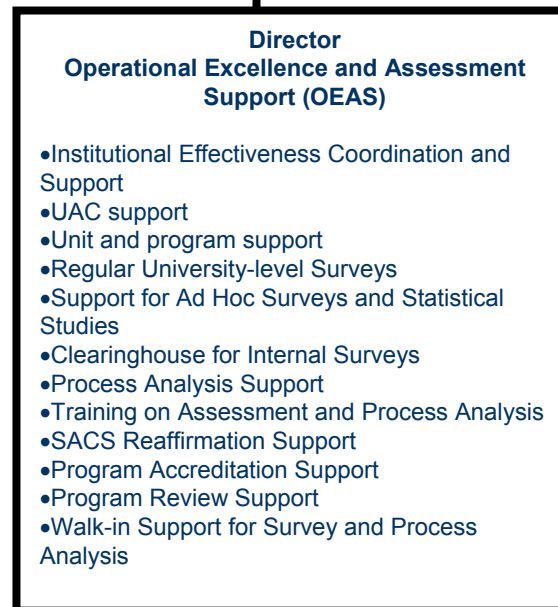 Director
Operational Excellence and Assessment
Support (OEAS)
•Institutional Effectiveness Coordination and
Support
•UAC support
•Unit and program support
•Regular University-level Surveys
•Support for Ad Hoc Surveys and Statistical
Studies
•Clearinghouse for Internal Surveys
•Process Analysis Support
•Training on Assessment and Process Analysis
•SACS Reaffirmation Support
•Program Accreditation Support
•Program Review Support
•Walk-in Support for Survey and Process
Analysis